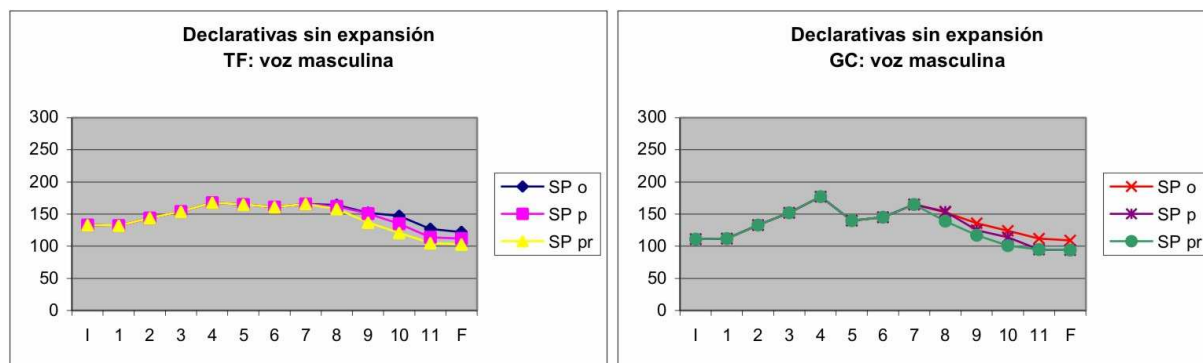 Declarativas sin expansión
TF: voz masculina
300
250
200
150
100
50
0
I 1 2 3 4 5 6 7 8 9 10 11 F
SP o
SP p
SP pr
Declarativas sin expansión
GC: voz masculina
300
250
200
150
100
50
0
I 1 2 3 4 5 6 7 8 9 10 11 F
SP o
SP p
SP pr